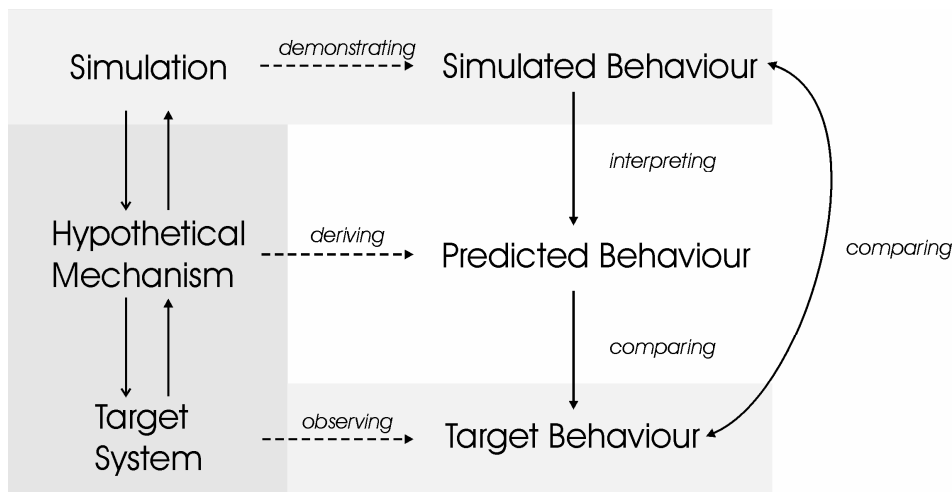 Simulation
demonstrating
Simulated Behaviour
interpreting
Hypothetical
Mechanism
deriving
Predicted Behaviour
comparing
comparing
Target
System
observing
Target Behaviour